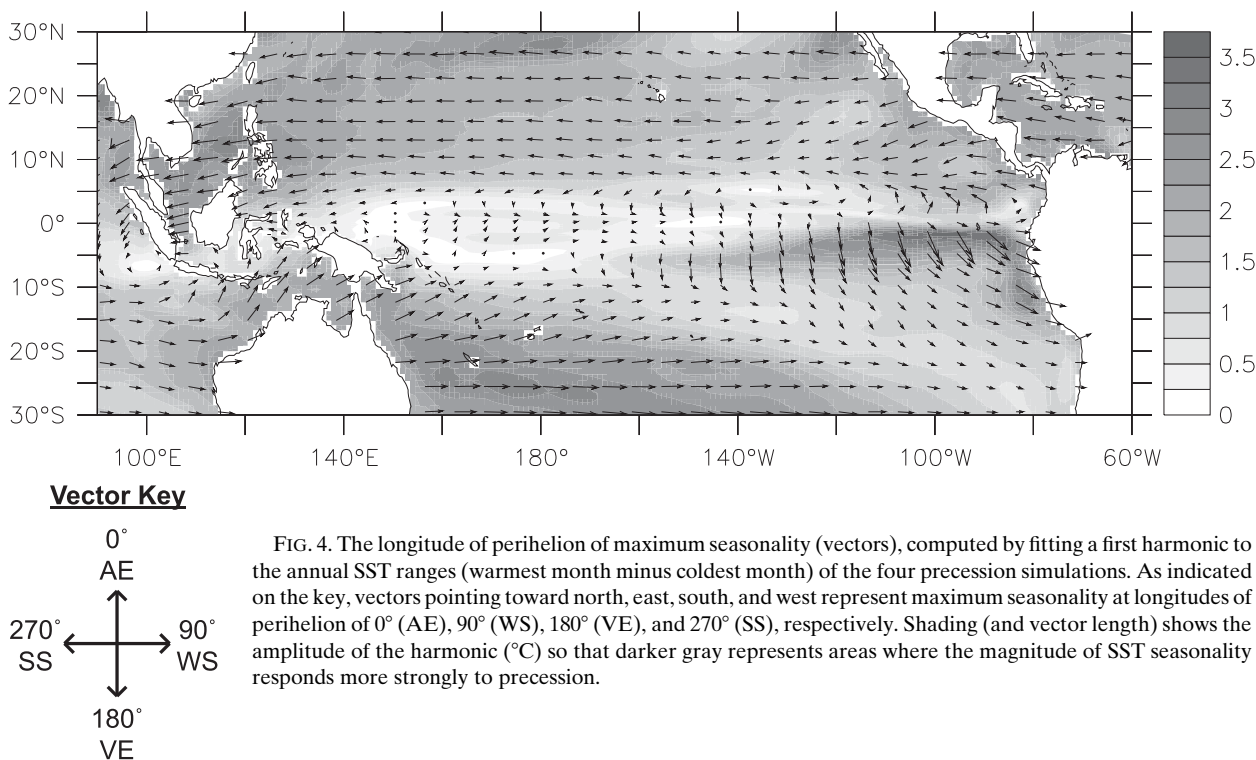 30°N
20°N
10°N
0°
10°S
20°S
30°S
100°E
140°E
180°
140°W
100°W
60°W
3.5
3
2.5
2
1.5
1
0.5
0
Vector Key
0°
AE
270°
SS
90°
WS
180°
VE
FIG. 4. The longitude of perihelion of maximum seasonality (vectors), computed by fitting a first harmonic to
the annual SST ranges (warmest month minus coldest month) of the four precession simulations. As indicated
on the key, vectors pointing toward north, east, south, and west represent maximum seasonality at longitudes of
perihelion of 0° (AE), 90° (WS), 180° (VE), and 270° (SS), respectively. Shading (and vector length) shows the
amplitude of the harmonic (°C) so that darker gray represents areas where the magnitude of SST seasonality
responds more strongly to precession.